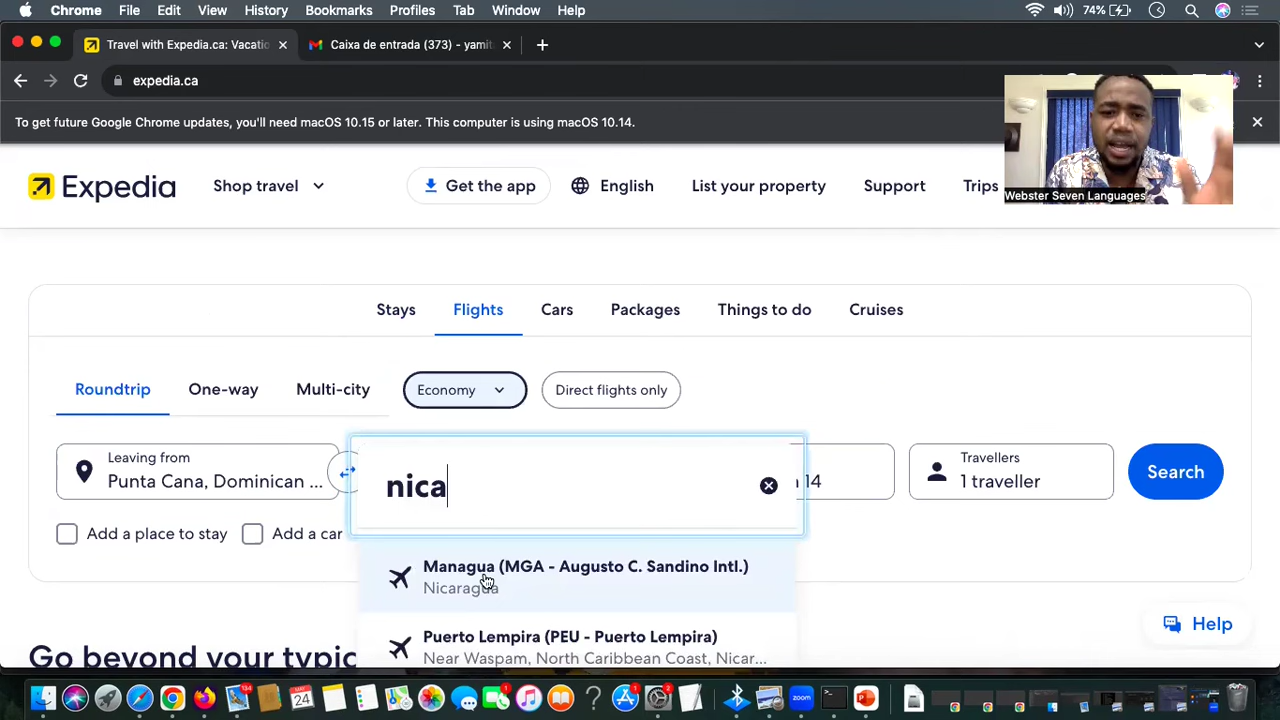 Chrome File Edit View History Bookmarks Profiles Tab Window Help 74%
Travel with Expedia.ca: Vacatio Caixa de entrada (373) - yamit
expedia.ca
To get future Google Chrome updates, you'll need macOS 10.15 or later. This computer is using macOS 10.14.
Webster Seven Languages
Expedia Shop travel Get the app English List your property Support Trips
Stays Flights Cars Packages Things to do Cruises
Roundtrip One-way Multi-city Economy Direct flights only
Leaving from
Punta Cana, Dominican ...
nica
14
Travellers
1 traveller
Search
Add a place to stay Add a car
Managua (MGA - Augusto C. Sandino Intl.)
Nicaragua
Puerto Lempira (PEU - Puerto Lempira)
Near Waspam, North Caribbean Coast, Nicar...
Help
Go beyond your typic